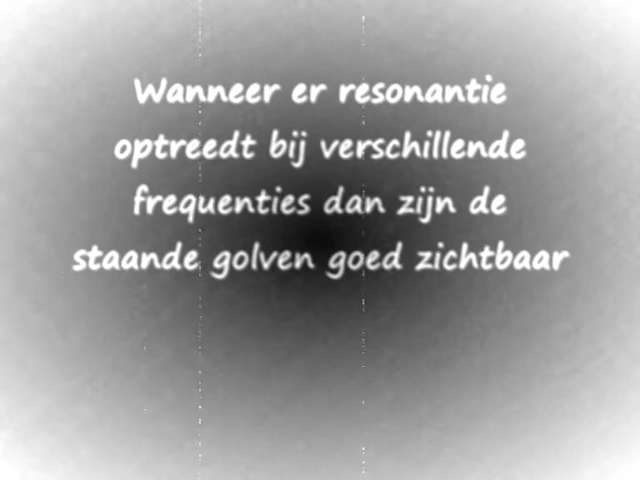 Wanneer er resonantie
optreedt bij verschillende
frequenties dan zijn de
staande golven goed zichtbaar